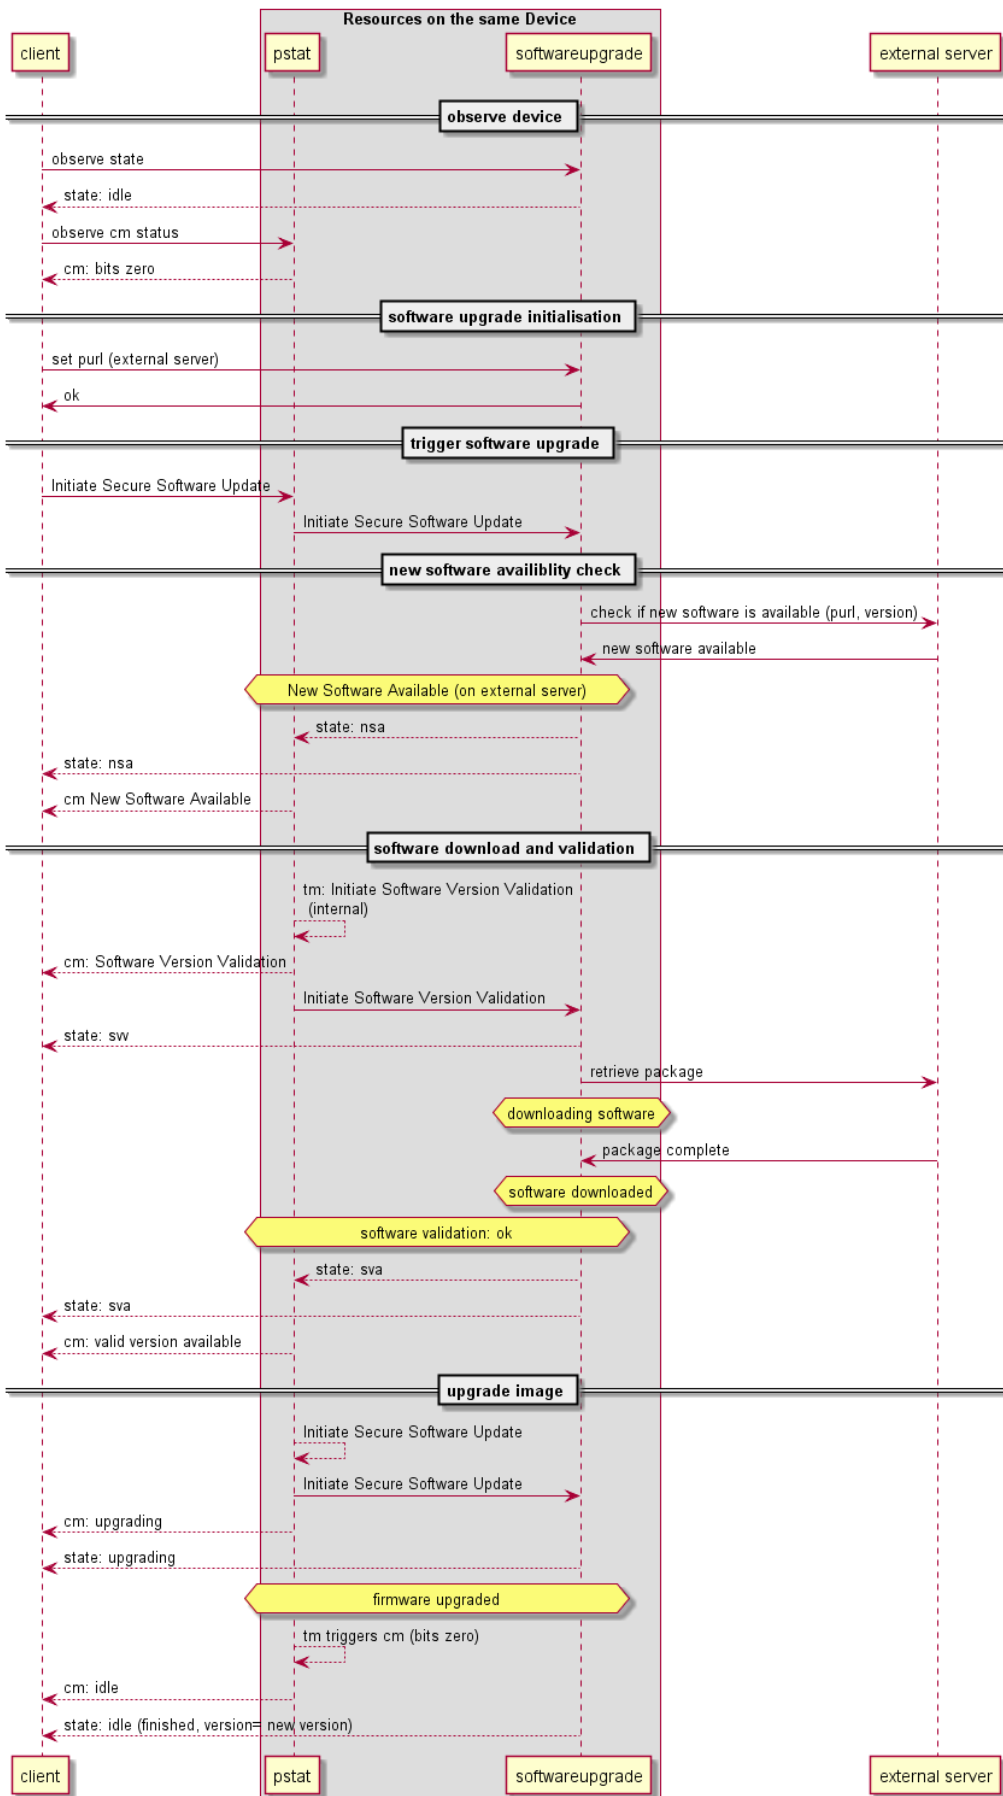 Resources on the same Device
client
pstat
softwareupgrade
external server
observe device
observe state
state: idle
observe cm status
cm: bits zero
software upgrade initialisation
set purl (external server)
ok
trigger software upgrade
Initiate Secure Software Update
Initiate Secure Software Update
new software availiblity check
check if new software is available (purl, version)
new software available
New Software Available (on external server)
state: nsa
state: nsa
cm New Software Available
software download and validation
tm: Initiate Software Version Validation
(internal)
cm: Software Version Validation
Initiate Software Version Validation
state: svv
retrieve package
downloading software
package complete
software downloaded
software validation: ok
state: sva
state: sva
cm: valid version available
upgrade image
Initiate Secure Software Update
Initiate Secure Software Update
cm: upgrading
state: upgrading
firmware upgraded
tm triggers cm (bits zero)
cm: idle
state: idle (finished, version= new version)
client
pstat
softwareupgrade
external server